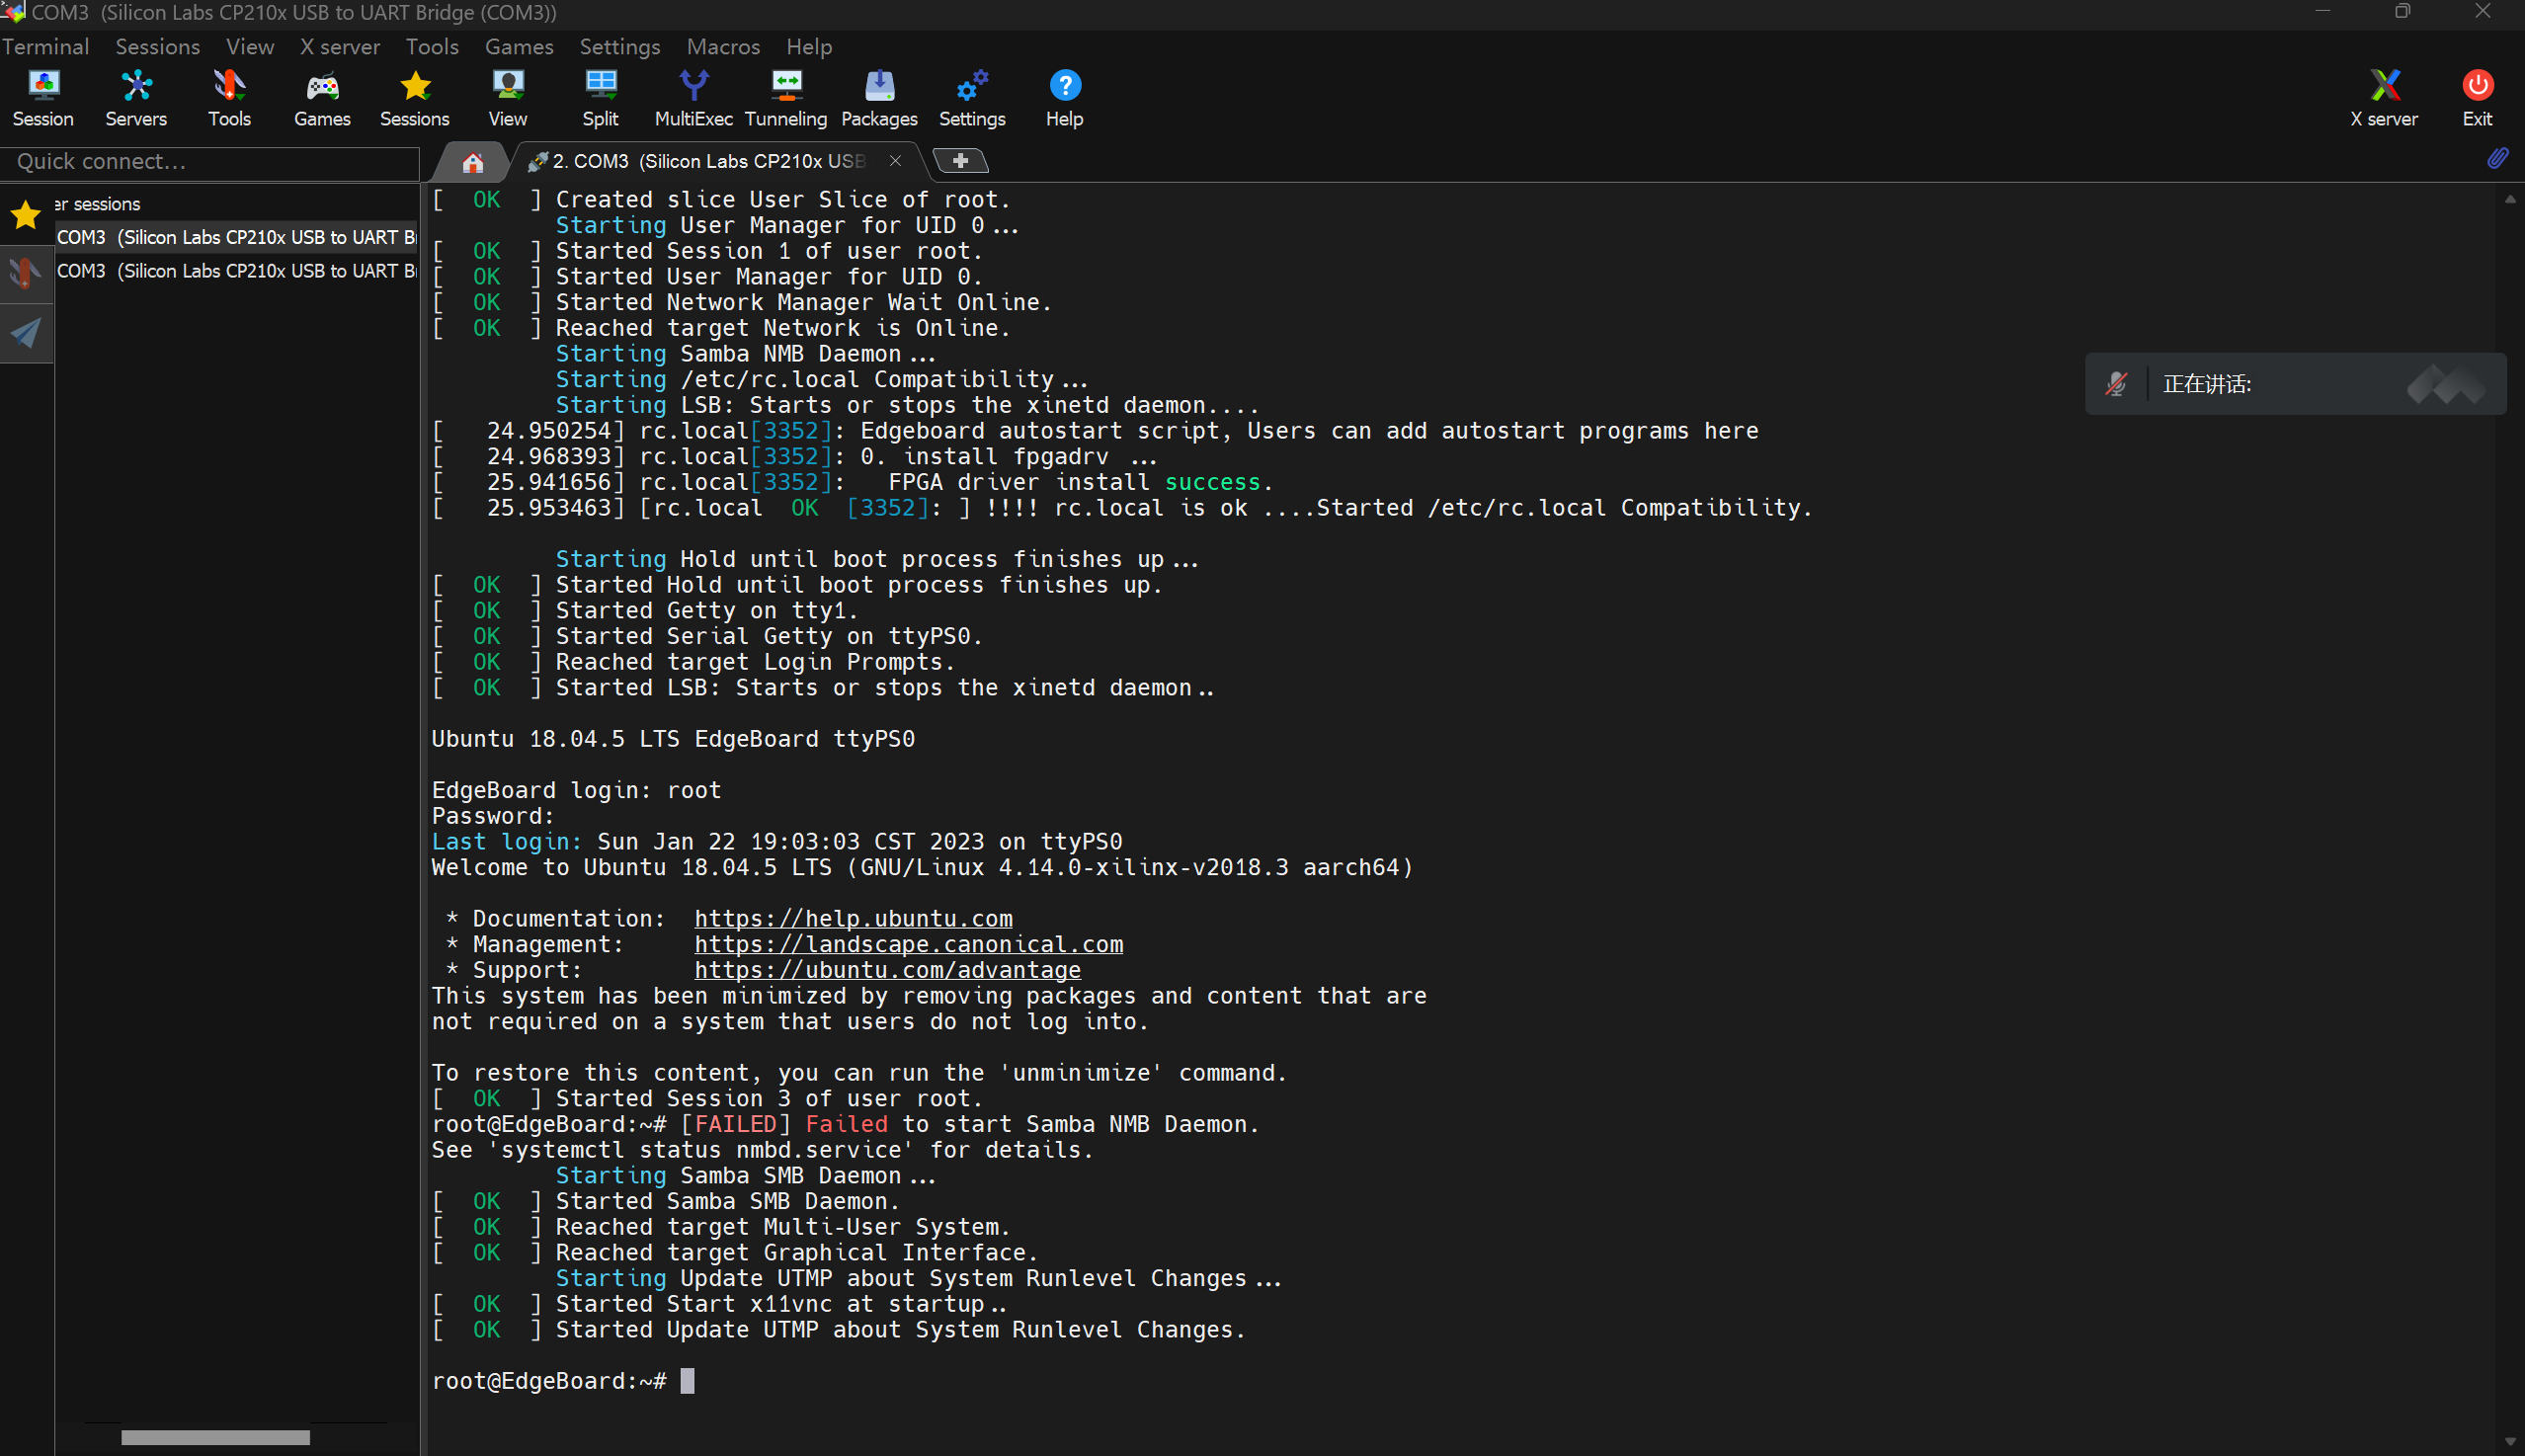 COM3  (Silicon Labs CP210x USB to UART Bridge (COM3))
Terminal Sessions View X server Tools Games Settings Macros Help
Session Servers Tools Games Sessions View Split MultiExec Tunneling Packages Settings Help X server Exit
Quick connect...
2. COM3  (Silicon Labs CP210x USB
er sessions
COM3  (Silicon Labs CP210x USB to UART Br
COM3  (Silicon Labs CP210x USB to UART Br
[  OK  ] Created slice User Slice of root.
         Starting User Manager for UID 0...
[  OK  ] Started Session 1 of user root.
[  OK  ] Started User Manager for UID 0.
[  OK  ] Started Network Manager Wait Online.
[  OK  ] Reached target Network is Online.
         Starting Samba NMB Daemon...
         Starting /etc/rc.local Compatibility...
         Starting LSB: Starts or stops the xinetd daemon....
[   24.950254] rc.local[3352]: Edgeboard autostart script, Users can add autostart programs here
[   24.968393] rc.local[3352]: 0. install fpgadrv ...
[   25.941656] rc.local[3352]:   FPGA driver install success.
[   25.953463] [rc.local  OK  [3352]: ] !!!! rc.local is ok ....Started /etc/rc.local Compatibility.
         Starting Hold until boot process finishes up...
[  OK  ] Started Hold until boot process finishes up.
[  OK  ] Started Getty on tty1.
[  OK  ] Started Serial Getty on ttyPS0.
[  OK  ] Reached target Login Prompts.
[  OK  ] Started LSB: Starts or stops the xinetd daemon..
Ubuntu 18.04.5 LTS EdgeBoard ttyPS0
EdgeBoard login: root
Password:
Last login: Sun Jan 22 19:03:03 CST 2023 on ttyPS0
Welcome to Ubuntu 18.04.5 LTS (GNU/Linux 4.14.0-xilinx-v2018.3 aarch64)
 * Documentation:  https://help.ubuntu.com
 * Management:     https://landscape.canonical.com
 * Support:        https://ubuntu.com/advantage
This system has been minimized by removing packages and content that are
not required on a system that users do not log into.
To restore this content, you can run the 'unminimize' command.
[  OK  ] Started Session 3 of user root.
root@EdgeBoard:~# [FAILED] Failed to start Samba NMB Daemon.
See 'systemctl status nmbd.service' for details.
         Starting Samba SMB Daemon...
[  OK  ] Started Samba SMB Daemon.
[  OK  ] Reached target Multi-User System.
[  OK  ] Reached target Graphical Interface.
         Starting Update UTMP about System Runlevel Changes...
[  OK  ] Started Start x11vnc at startup..
[  OK  ] Started Update UTMP about System Runlevel Changes.
root@EdgeBoard:~#
正在讲话: